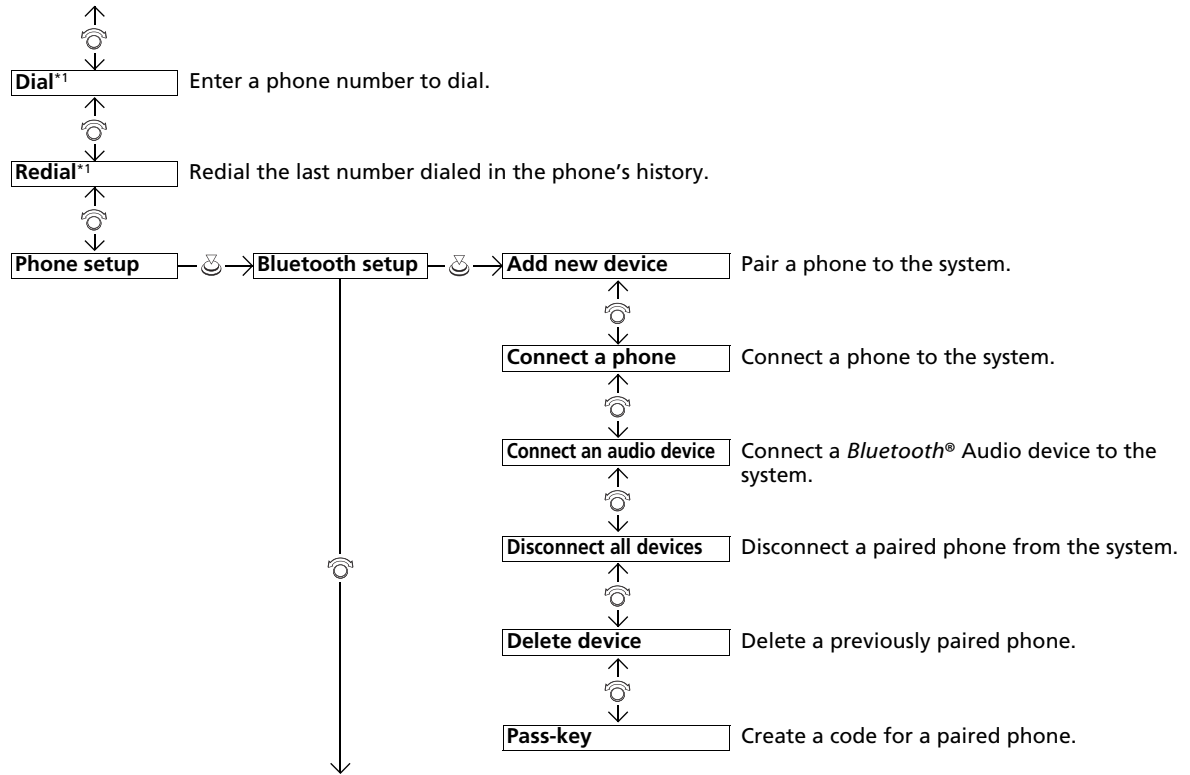 Dial*1 Enter a phone number to dial.
Redial*1 Redial the last number dialed in the phone's history.
Phone setup Bluetooth setup Add new device Pair a phone to the system.
Connect a phone Connect a phone to the system.
Connect an audio device Connect a Bluetooth® Audio device to the
system.
Disconnect all devices Disconnect a paired phone from the system.
Delete device Delete a previously paired phone.
Pass-key Create a code for a paired phone.